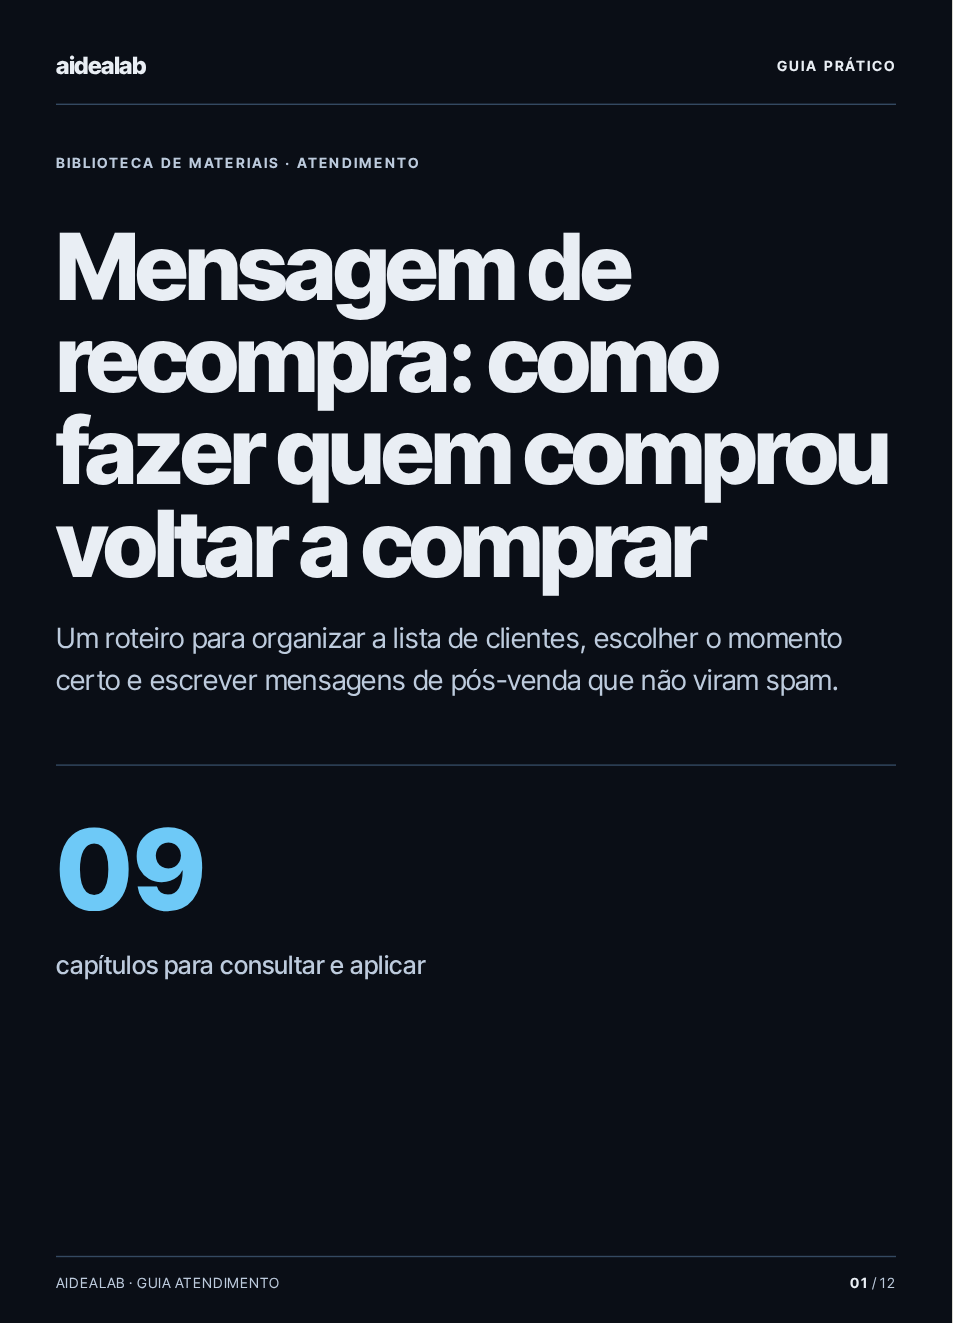 aidealab
GUIA PRÁTICO
BIBLIOTECA DE MATERIAIS · ATENDIMENTO
Mensagem de
recompra: como
fazer quem comprou
voltar a comprar
Um roteiro para organizar a lista de clientes, escolher o momento
certo e escrever mensagens de pós-venda que não viram spam.
09
capítulos para consultar e aplicar
AIDEALAB · GUIA ATENDIMENTO
01 / 12